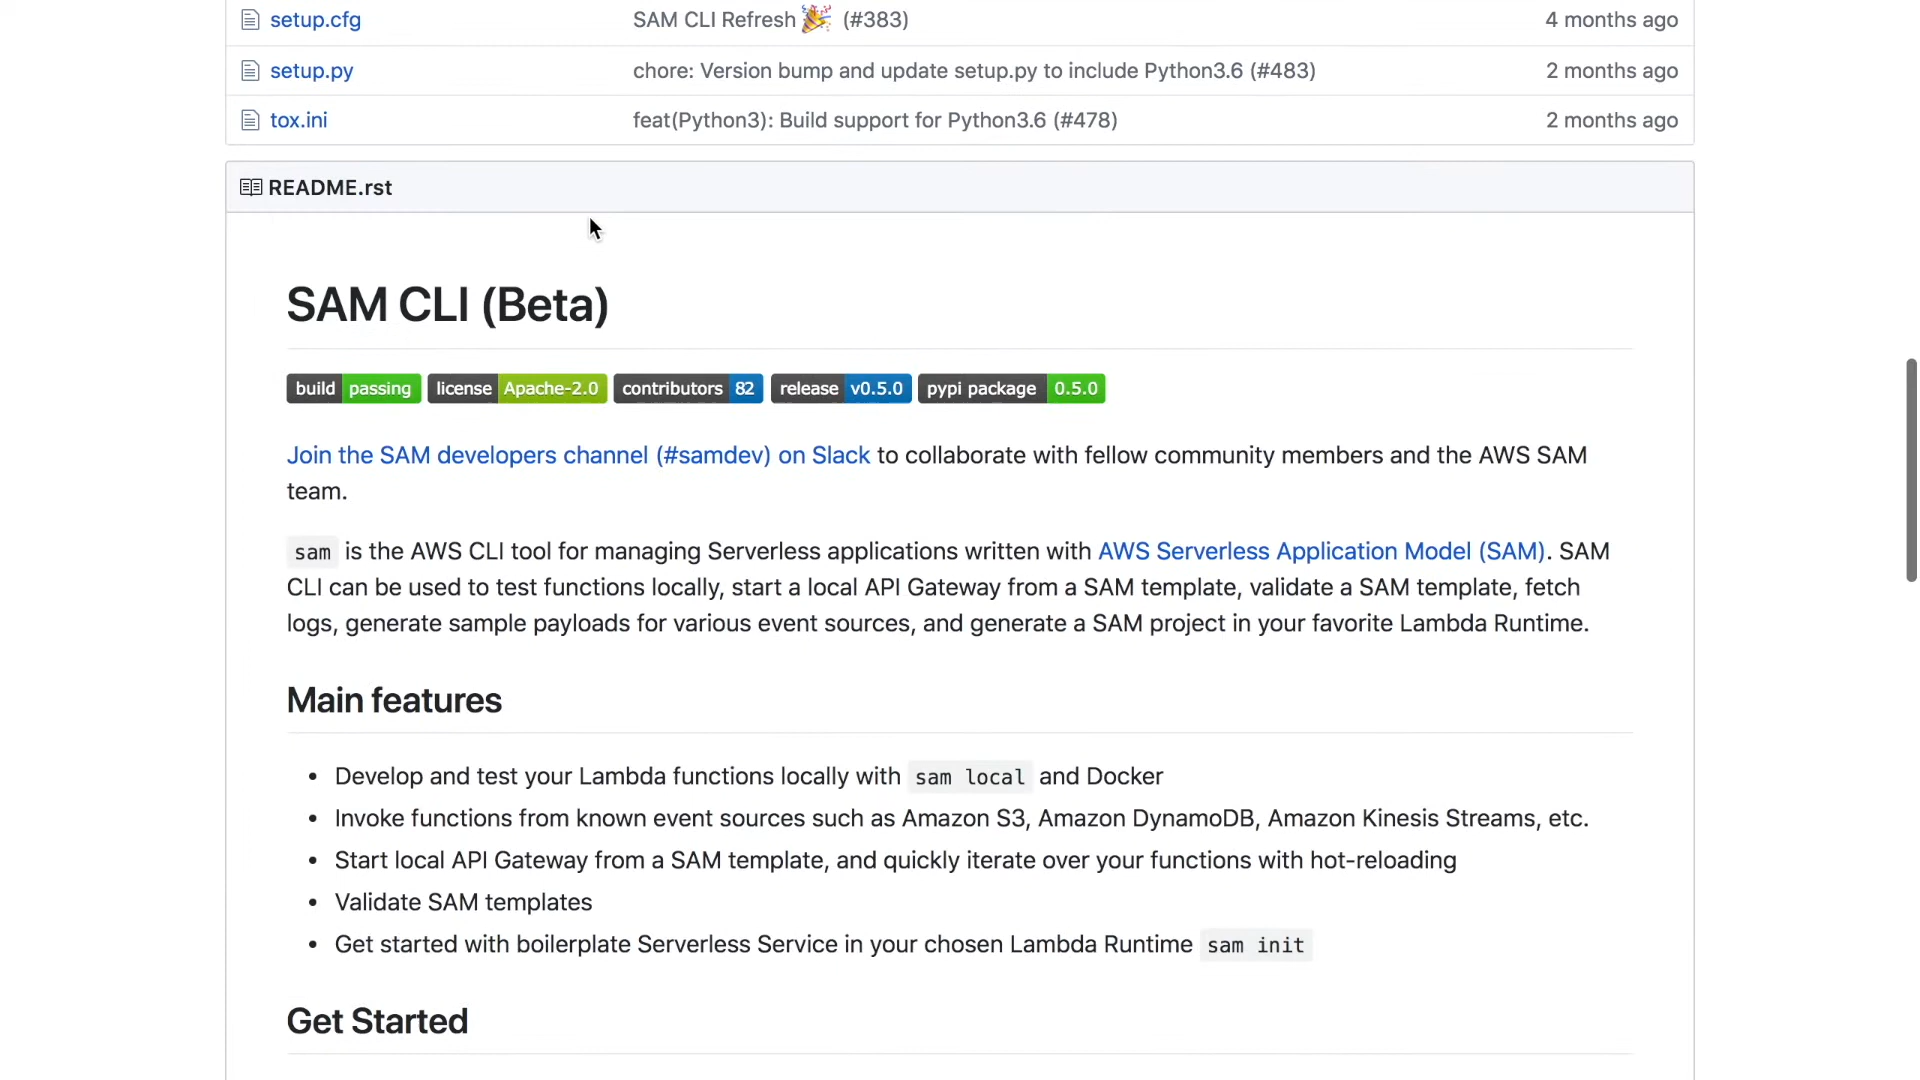 setup.cfg SAM CLI Refresh 🎉 (#383) 4 months ago
setup.py chore: Version bump and update setup.py to include Python3.6 (#483) 2 months ago
tox.ini feat(Python3): Build support for Python3.6 (#478) 2 months ago
README.rst
SAM CLI (Beta)
build passing license Apache-2.0 contributors 82 release v0.5.0 pypi package 0.5.0
Join the SAM developers channel (#samdev) on Slack to collaborate with fellow community members and the AWS SAM
team.
sam is the AWS CLI tool for managing Serverless applications written with AWS Serverless Application Model (SAM). SAM
CLI can be used to test functions locally, start a local API Gateway from a SAM template, validate a SAM template, fetch
logs, generate sample payloads for various event sources, and generate a SAM project in your favorite Lambda Runtime.
Main features
• Develop and test your Lambda functions locally with sam local and Docker
• Invoke functions from known event sources such as Amazon S3, Amazon DynamoDB, Amazon Kinesis Streams, etc.
• Start local API Gateway from a SAM template, and quickly iterate over your functions with hot-reloading
• Validate SAM templates
• Get started with boilerplate Serverless Service in your chosen Lambda Runtime sam init
Get Started